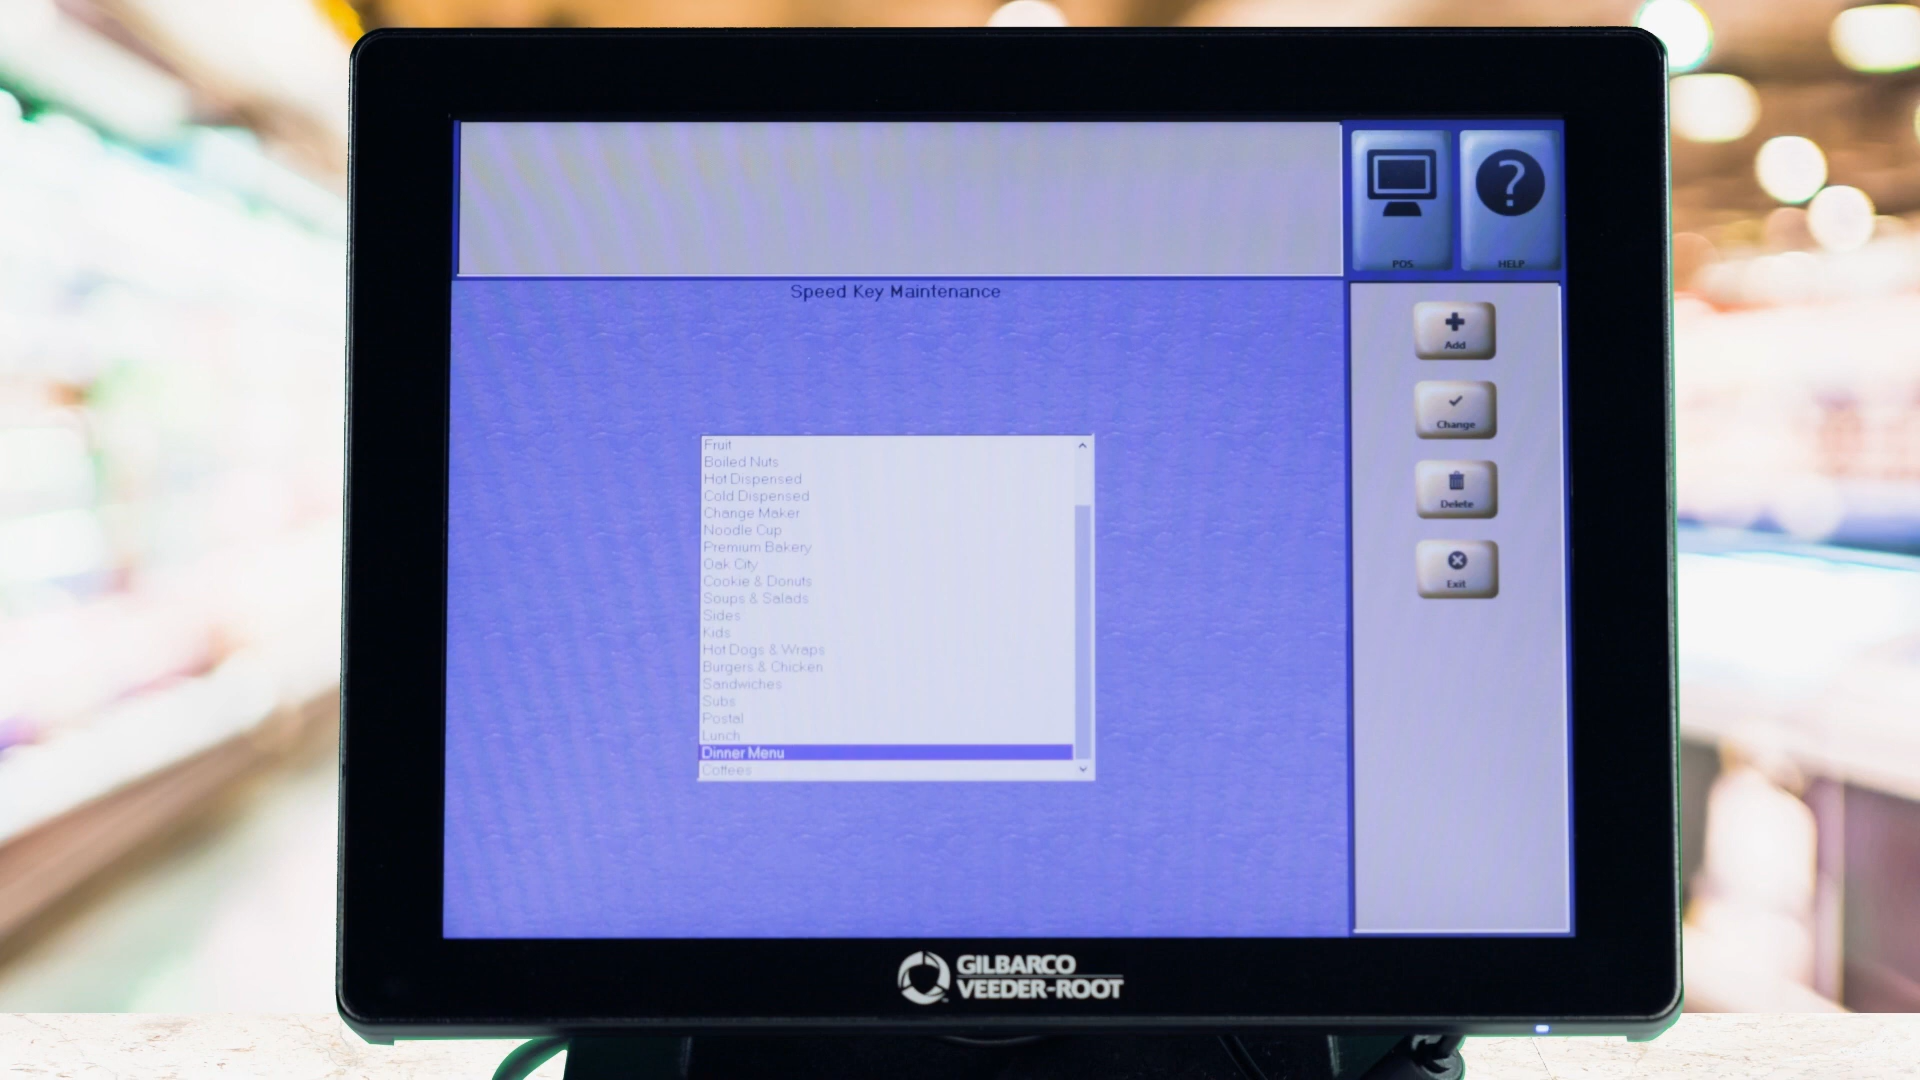 POS
HELP
Speed Key Maintenance
Add
Change
Delete
Exit
Fruit
Boiled Nuts
Hot Dispensed
Cold Dispensed
Change Maker
Noodle Cup
Premium Bakery
Oak City
Cookie & Donuts
Soups & Salads
Sides
Kids
Hot Dogs & Wraps
Burgers & Chicken
Sandwiches
Subs
Postal
Lunch
Dinner Menu
Coffees
GILBARCO
VEEDER-ROOT